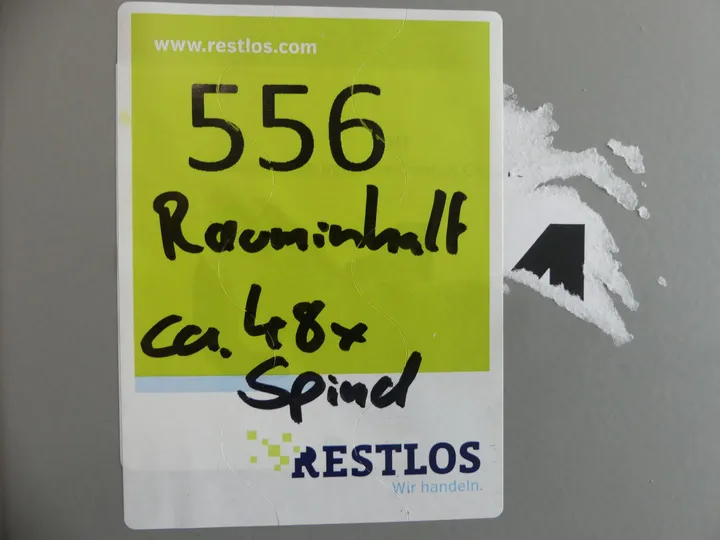 www.restlos.com
556
Rauminhalt
ca. 48x
Spind
RESTLOS
Wir handeln.